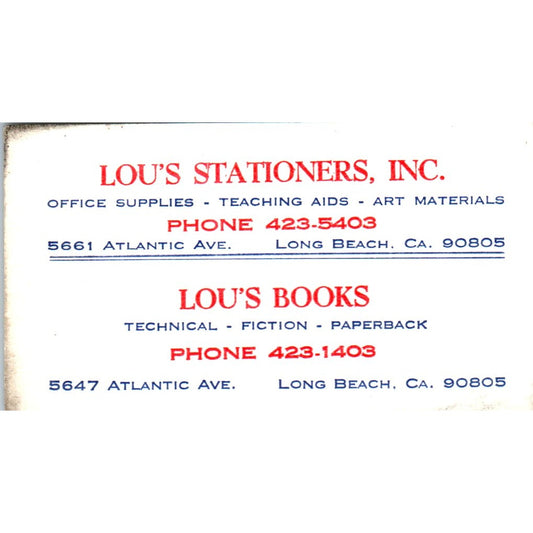 LOU'S STATIONERS, INC.
OFFICE SUPPLIES - TEACHING AIDS - ART MATERIALS
PHONE 423-5403
5661 ATLANTIC AVE. LONG BEACH, CA. 90805
LOU'S BOOKS
TECHNICAL - FICTION - PAPERBACK
PHONE 423-1403
5647 ATLANTIC AVE. LONG BEACH, CA. 90805